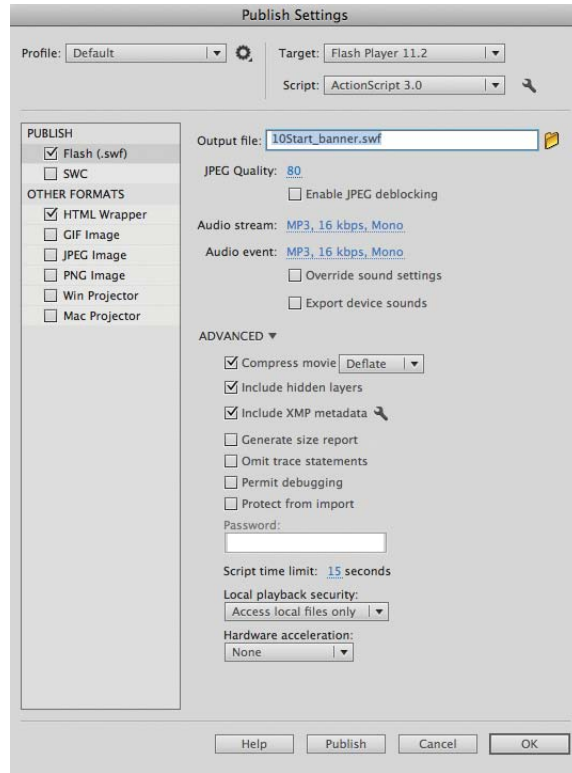 Publish Settings
Profile: Default
Target: Flash Player 11.2
Script: ActionScript 3.0
PUBLISH
Flash (.swf)
SWC
OTHER FORMATS
HTML Wrapper
GIF Image
JPEG Image
PNG Image
Win Projector
Mac Projector
Output file: 10Start_banner.swf
JPEG Quality: 80
Enable JPEG deblocking
Audio stream: MP3, 16 kbps, Mono
Audio event: MP3, 16 kbps, Mono
Override sound settings
Export device sounds
ADVANCED
Compress movie Deflate
Include hidden layers
Include XMP metadata
Generate size report
Omit trace statements
Permit debugging
Protect from import
Password:
Script time limit: 15 seconds
Local playback security:
Access local files only
Hardware acceleration:
None
Help Publish Cancel OK